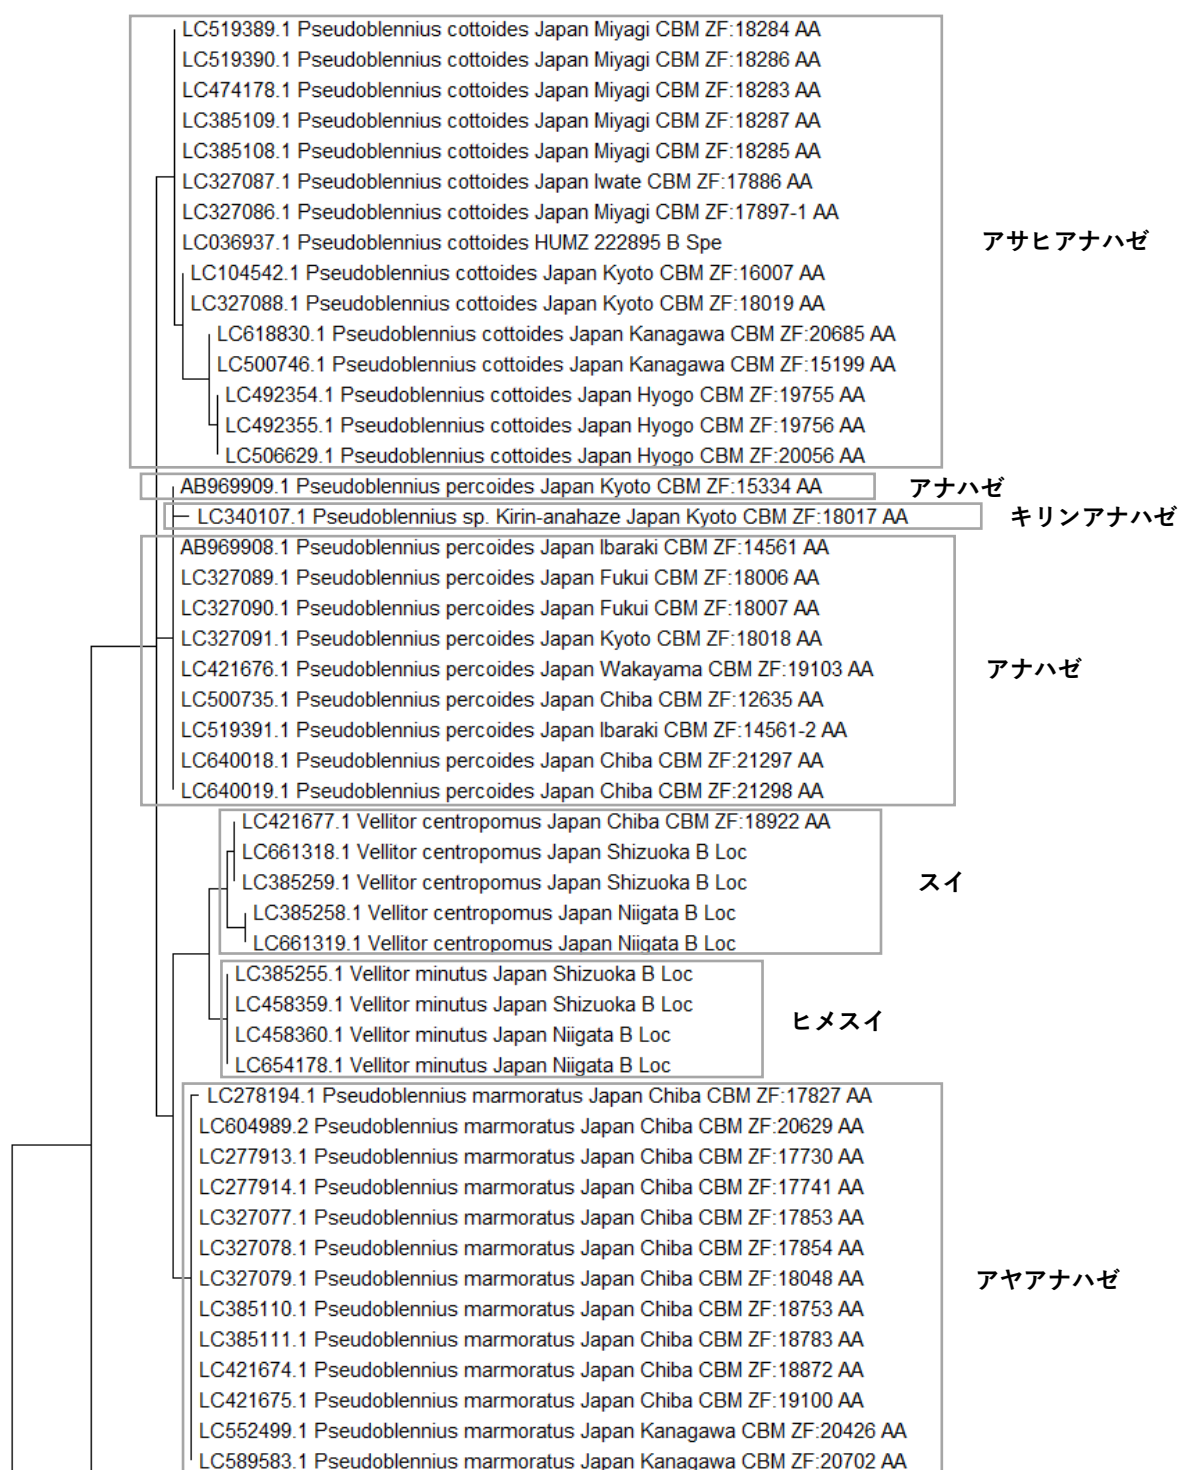 LC519389.1 Pseudoblennius cottoides Japan Miyagi CBM ZF:18284 AA
LC519390.1 Pseudoblennius cottoides Japan Miyagi CBM ZF:18286 AA
LC474178.1 Pseudoblennius cottoides Japan Miyagi CBM ZF:18283 AA
LC385109.1 Pseudoblennius cottoides Japan Miyagi CBM ZF:18287 AA
LC385108.1 Pseudoblennius cottoides Japan Miyagi CBM ZF:18285 AA
LC327087.1 Pseudoblennius cottoides Japan Iwate CBM ZF:17886 AA
LC327086.1 Pseudoblennius cottoides Japan Miyagi CBM ZF:17897-1 AA
LC036937.1 Pseudoblennius cottoides HUMZ 222895 B Spe
アサヒアナハゼ
LC104542.1 Pseudoblennius cottoides Japan Kyoto CBM ZF:16007 AA
LC327088.1 Pseudoblennius cottoides Japan Kyoto CBM ZF:18019 AA
LC618830.1 Pseudoblennius cottoides Japan Kanagawa CBM ZF:20685 AA
LC500746.1 Pseudoblennius cottoides Japan Kanagawa CBM ZF:15199 AA
LC492354.1 Pseudoblennius cottoides Japan Hyogo CBM ZF:19755 AA
LC492355.1 Pseudoblennius cottoides Japan Hyogo CBM ZF:19756 AA
LC506629.1 Pseudoblennius cottoides Japan Hyogo CBM ZF:20056 AA
AB969909.1 Pseudoblennius percoides Japan Kyoto CBM ZF:15334 AA
アナハゼ
LC340107.1 Pseudoblennius sp. Kirin-anahaze Japan Kyoto CBM ZF:18017 AA
キリンアナハゼ
AB969908.1 Pseudoblennius percoides Japan Ibaraki CBM ZF:14561 AA
LC327089.1 Pseudoblennius percoides Japan Fukui CBM ZF:18006 AA
LC327090.1 Pseudoblennius percoides Japan Fukui CBM ZF:18007 AA
LC327091.1 Pseudoblennius percoides Japan Kyoto CBM ZF:18018 AA
LC421676.1 Pseudoblennius percoides Japan Wakayama CBM ZF:19103 AA
アナハゼ
LC500735.1 Pseudoblennius percoides Japan Chiba CBM ZF:12635 AA
LC519391.1 Pseudoblennius percoides Japan Ibaraki CBM ZF:14561-2 AA
LC640018.1 Pseudoblennius percoides Japan Chiba CBM ZF:21297 AA
LC640019.1 Pseudoblennius percoides Japan Chiba CBM ZF:21298 AA
LC421677.1 Vellitor centropomus Japan Chiba CBM ZF:18922 AA
LC661318.1 Vellitor centropomus Japan Shizuoka B Loc
LC385259.1 Vellitor centropomus Japan Shizuoka B Loc
スイ
LC385258.1 Vellitor centropomus Japan Niigata B Loc
LC661319.1 Vellitor centropomus Japan Niigata B Loc
LC385255.1 Vellitor minutus Japan Shizuoka B Loc
LC458359.1 Vellitor minutus Japan Shizuoka B Loc
ヒメスイ
LC458360.1 Vellitor minutus Japan Niigata B Loc
LC654178.1 Vellitor minutus Japan Niigata B Loc
LC278194.1 Pseudoblennius marmoratus Japan Chiba CBM ZF:17827 AA
LC604989.2 Pseudoblennius marmoratus Japan Chiba CBM ZF:20629 AA
LC277913.1 Pseudoblennius marmoratus Japan Chiba CBM ZF:17730 AA
LC277914.1 Pseudoblennius marmoratus Japan Chiba CBM ZF:17741 AA
LC327077.1 Pseudoblennius marmoratus Japan Chiba CBM ZF:17853 AA
LC327078.1 Pseudoblennius marmoratus Japan Chiba CBM ZF:17854 AA
LC327079.1 Pseudoblennius marmoratus Japan Chiba CBM ZF:18048 AA
アヤアナハゼ
LC385110.1 Pseudoblennius marmoratus Japan Chiba CBM ZF:18753 AA
LC385111.1 Pseudoblennius marmoratus Japan Chiba CBM ZF:18783 AA
LC421674.1 Pseudoblennius marmoratus Japan Chiba CBM ZF:18872 AA
LC421675.1 Pseudoblennius marmoratus Japan Chiba CBM ZF:19100 AA
LC552499.1 Pseudoblennius marmoratus Japan Kanagawa CBM ZF:20426 AA
LC589583.1 Pseudoblennius marmoratus Japan Kanagawa CBM ZF:20702 AA